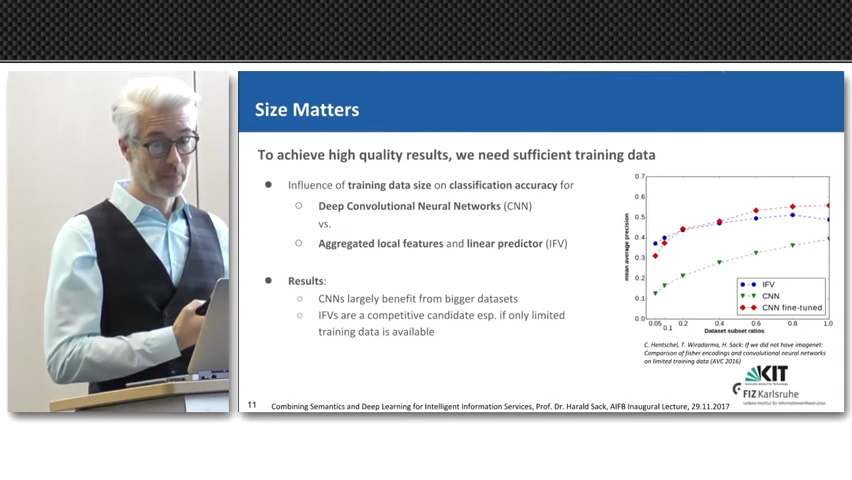 Size Matters
To achieve high quality results, we need sufficient training data
● Influence of training data size on classification accuracy for
○ Deep Convolutional Neural Networks (CNN)
vs.
○ Aggregated local features and linear predictor (IFV)
● Results:
○ CNNs largely benefit from bigger datasets
○ IFVs are a competitive candidate esp. if only limited
training data is available
mean average precision
0.7
0.6
0.5
0.4
0.3
0.2
0.1
0.0
0.05 0.1 0.2 0.4 0.6 0.8 1.0
Dataset subset ratios
IFV
CNN
CNN fine-tuned
C. Hentschel, T. Wiradarma, H. Sack: If we did not have imagenet:
Comparison of fisher encodings and convolutional neural networks
on limited training data (AVC 2016)
KIT
FIZ Karlsruhe
11 Combining Semantics and Deep Learning for Intelligent Information Services, Prof. Dr. Harald Sack, AIFB Inaugural Lecture, 29.11.2017